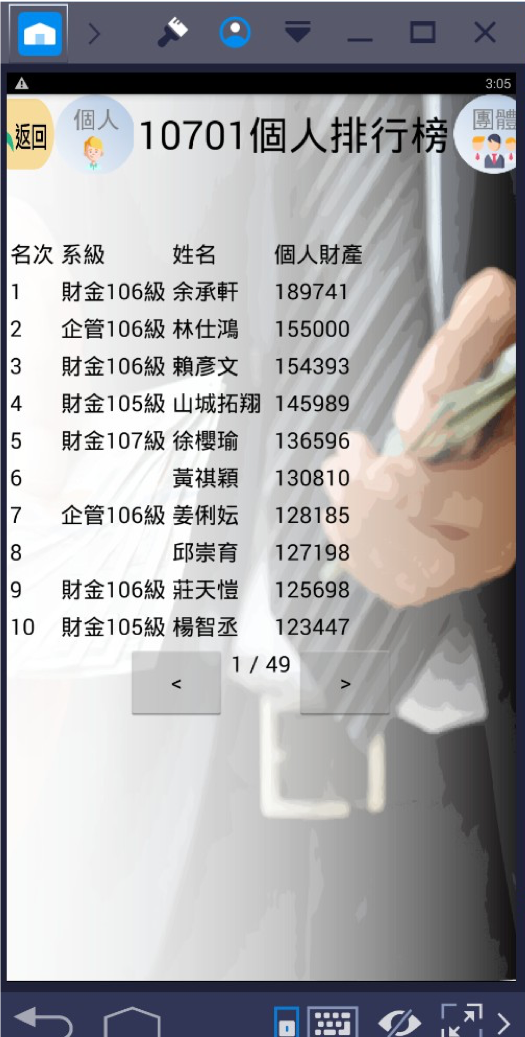 3:05
返回 個人 10701個人排行榜 團體
名次 系級 姓名 個人財產
1 財金106級 余承軒 189741
2 企管106級 林仕鴻 155000
3 財金106級 賴彥文 154393
4 財金105級 山城拓翔 145989
5 財金107級 徐櫻瑜 136596
6 黃祺穎 130810
7 企管106級 姜俐妘 128185
8 邱崇育 127198
9 財金106級 莊天愷 125698
10 財金105級 楊智丞 123447
< 1 / 49 >